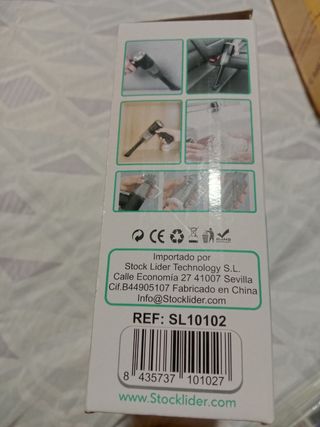 Importado por
Stock Lider Technology S.L.
Calle Economía 27 41007 Sevilla
Cif.B44905107 Fabricado en China
Info@Stocklider.com
REF: SL10102
8 435737 101027
www.Stocklider.com